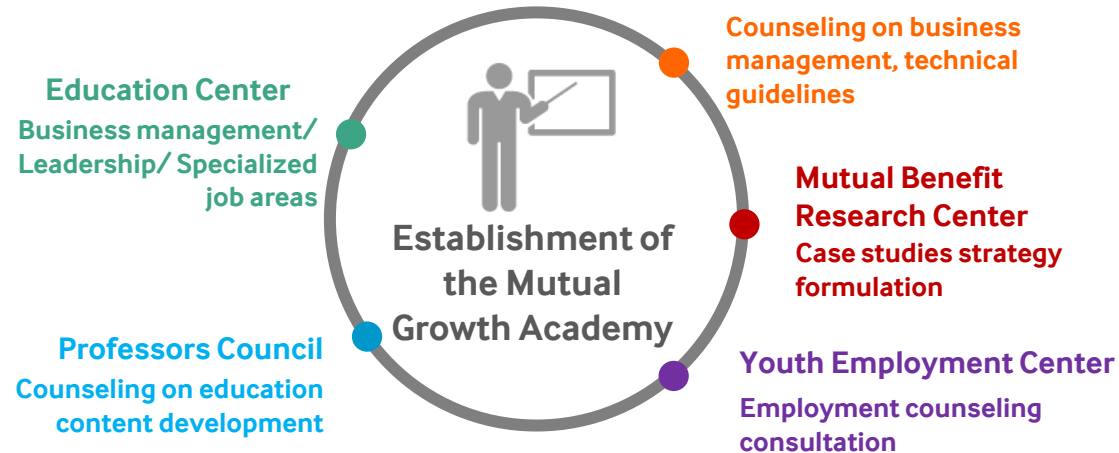 Education Center
Business management/
Leadership/ Specialized
job areas
Counseling on business
management, technical
guidelines
Establishment of
the Mutual
Growth Academy
Mutual Benefit
Research Center
Case studies strategy
formulation
Professors Council
Counseling on education
content development
Youth Employment Center
Employment counseling
consultation